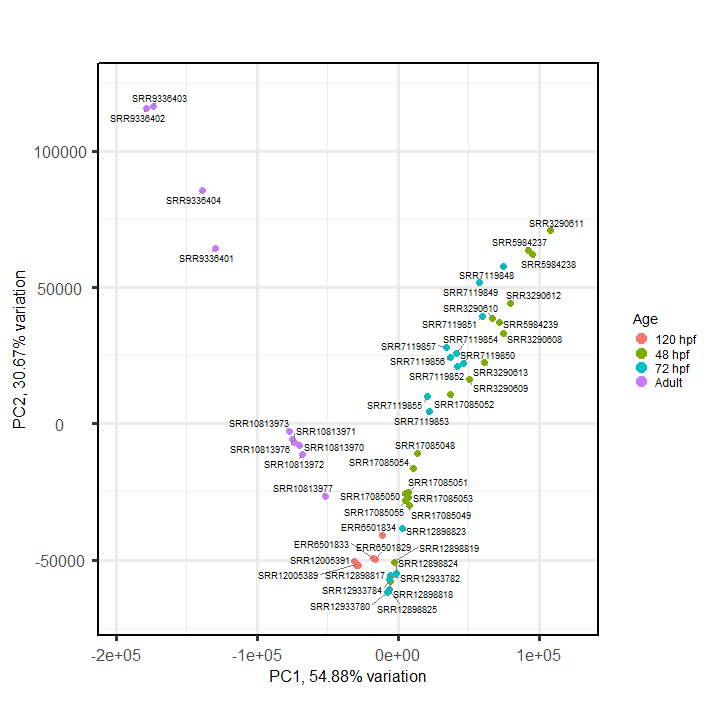 SRR9336403
SRR9336402
SRR9336404
SRR9336401
SRR3290611
SRR5984237
SRR5984238
SRR7119848
SRR7119849
SRR3290612
SRR3290610
SRR7119851
SRR5984239
SRR7119854
SRR3290608
SRR7119857
SRR7119850
SRR7119856
SRR3290613
SRR7119852
SRR3290609
SRR7119855
SRR17085052
SRR7119853
SRR10813973
SRR10813971
SRR10813976
SRR10813970
SRR10813972
SRR17085048
SRR17085054
SRR10813977
SRR17085051
SRR17085050
SRR17085053
SRR17085055
SRR17085049
ERR6501834
SRR12898823
ERR6501833
ERR6501829
SRR12898819
SRR12005391
SRR12898824
SRR12005389
SRR12898817
SRR12933782
SRR12933784
SRR12898818
SRR12933780
SRR12898825
100000
50000
0
-50000
-2e+05
-1e+05
0e+00
1e+05
PC1, 54.88% variation
PC2, 30.67% variation
Age
120 hpf
48 hpf
72 hpf
Adult